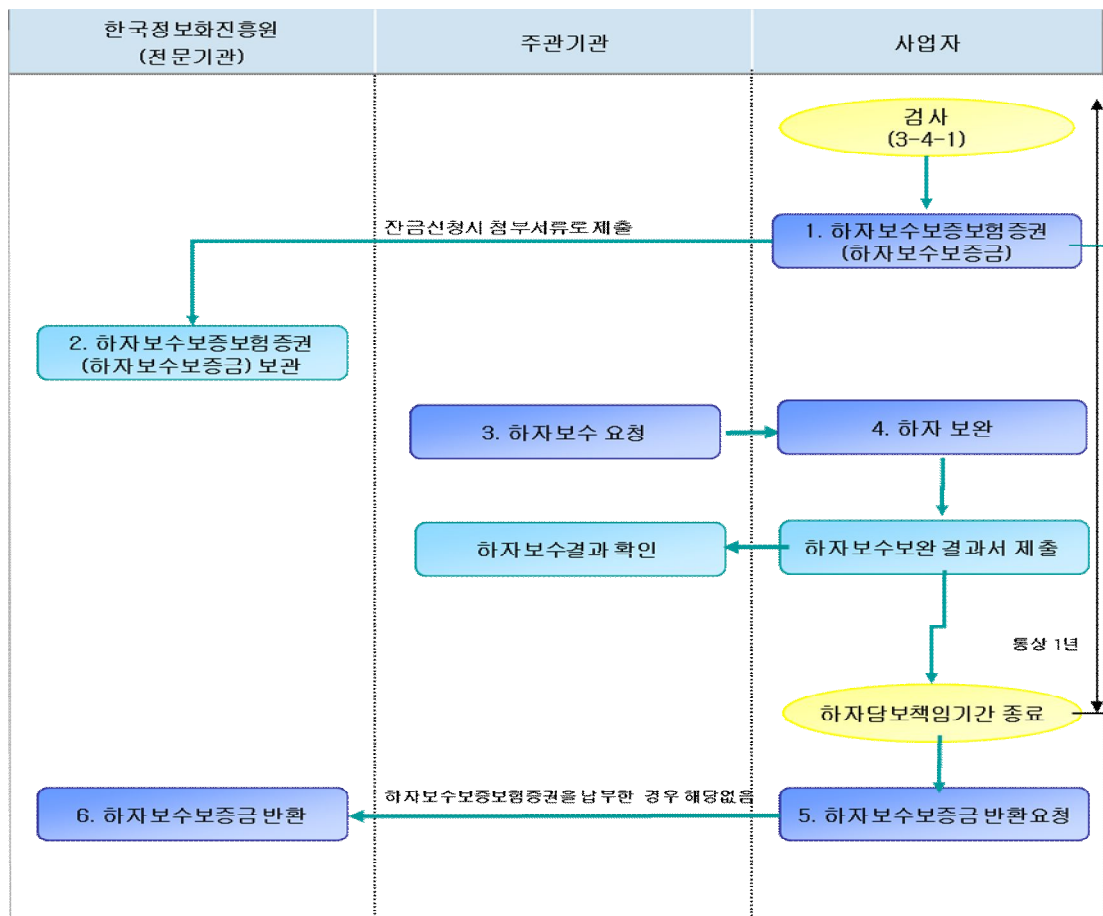 한국정보화진흥원
(전문기관)
주관기관
사업자
검사
(3-4-1)
잔금신청시 첨부서류로 제출
1. 하자보수보증보험증권
(하자보수보증금)
2. 하자보수보증보험증권
(하자보수보증금) 보관
3. 하자보수 요청
4. 하자 보완
하자보수결과 확인
하자보수보완 결과서 제출
통상 1년
하자담보책임기간 종료
하자보수보증보험증권을 납부한 경우 해당없음
6. 하자보수보증금 반환
5. 하자보수보증금 반환요청